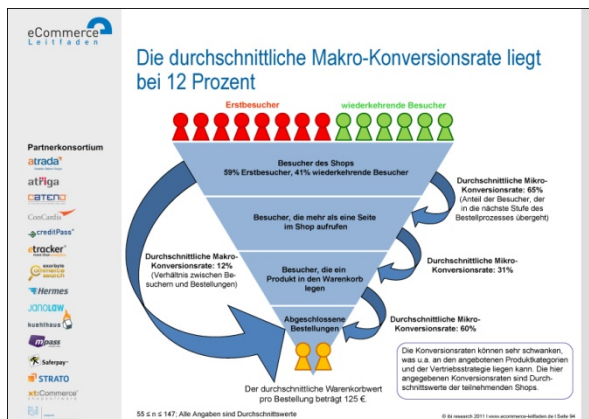 eCommerce
Leitfaden
Die durchschnittliche Makro-Konversionsrate liegt
bei 12 Prozent
Erstbesucher
wiederkehrende Besucher
Partnerkonsortium
atrada
atriga
CATENO
ConCardis
creditPass
etracker
exorbyte
commerce
search
Hermes
janoLaw
kuehlhaus
mpass
Saferpay
STRATO
xt:Commerce
Besucher des Shops
59% Erstbesucher, 41% wiederkehrende Besucher
Besucher, die mehr als eine Seite
im Shop aufrufen
Besucher, die ein
Produkt in den Warenkorb
legen
Abgeschlossene
Bestellungen
Durchschnittliche Makro-
Konversionsrate: 12%
(Verhältnis zwischen Be-
suchern und Bestellungen)
Durchschnittliche Mikro-
Konversionsrate: 65%
(Anteil der Besucher, der
in die nächste Stufe des
Bestellprozesses übergeht)
Durchschnittliche Mikro-
Konversionsrate: 31%
Durchschnittliche Mikro-
Konversionsrate: 60%
Die Konversionsraten können sehr schwanken,
was u.a. an den angebotenen Produktkategorien
und der Vertriebsstrategie liegen kann. Die hier
angegebenen Konversionsraten sind Durch-
schnittswerte der teilnehmenden Shops.
Der durchschnittliche Warenkorbwert
pro Bestellung beträgt 125 €.
55 ≤ n ≤ 147; Alle Angaben sind Durchschnittswerte
© ibi research 2011 I www.ecommerce-leitfaden.de I Seite 94